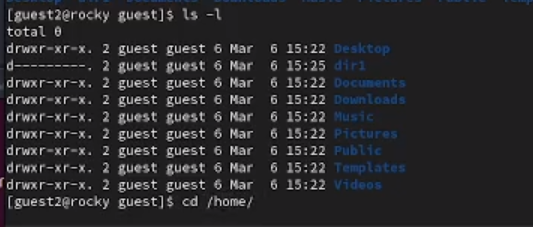 [guest2@rocky guest]$ ls -l
total 0
drwxr-xr-x. 2 guest guest 6 Mar  6 15:22 Desktop
d---------. 2 guest guest 6 Mar  6 15:25 dir1
drwxr-xr-x. 2 guest guest 6 Mar  6 15:22 Documents
drwxr-xr-x. 2 guest guest 6 Mar  6 15:22 Downloads
drwxr-xr-x. 2 guest guest 6 Mar  6 15:22 Music
drwxr-xr-x. 2 guest guest 6 Mar  6 15:22 Pictures
drwxr-xr-x. 2 guest guest 6 Mar  6 15:22 Public
drwxr-xr-x. 2 guest guest 6 Mar  6 15:22 Templates
drwxr-xr-x. 2 guest guest 6 Mar  6 15:22 Videos
[guest2@rocky guest]$ cd /home/